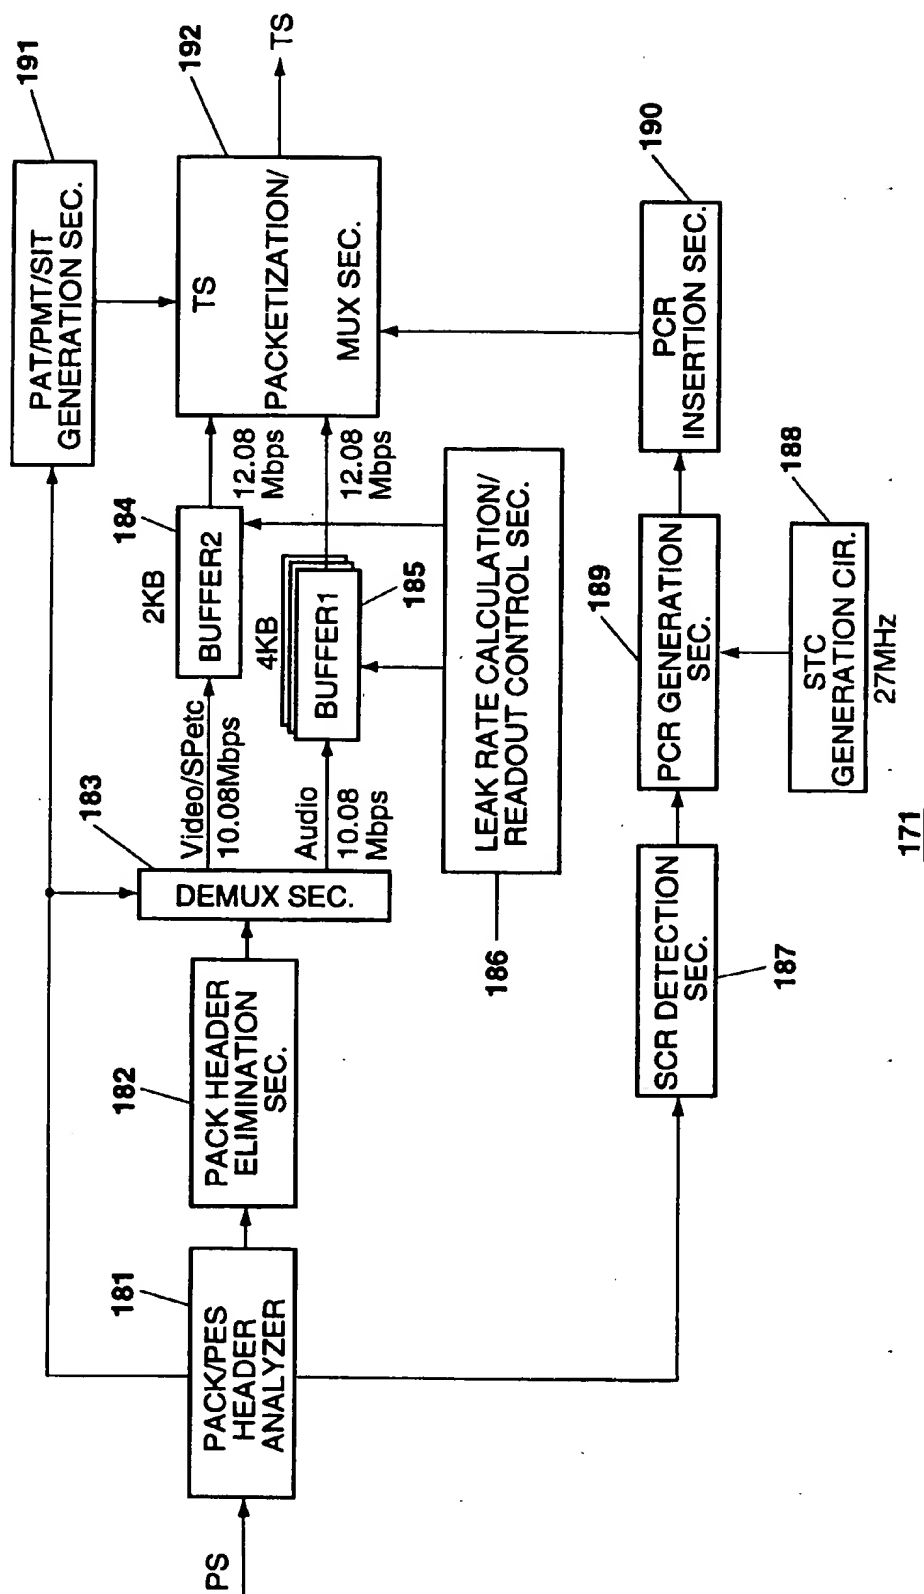 PS
181
PACK/PES
HEADER
ANALYZER
182
PACK HEADER
ELIMINATION
SEC.
183
DEMUX SEC.
Video/SPetc
10.08Mbps
Audio
10.08
Mbps
2KB
184
BUFFER2
4KB
BUFFER1
185
12.08
Mbps
12.08
Mbps
191
PAT/PMT/SIT
GENERATION SEC.
192
TS
PACKETIZATION/
MUX SEC.
TS
186
LEAK RATE CALCULATION/
READOUT CONTROL SEC.
SCR DETECTION
SEC.
187
189
PCR GENERATION
SEC.
188
STC
GENERATION CIR.
27MHz
190
PCR
INSERTION SEC.
171